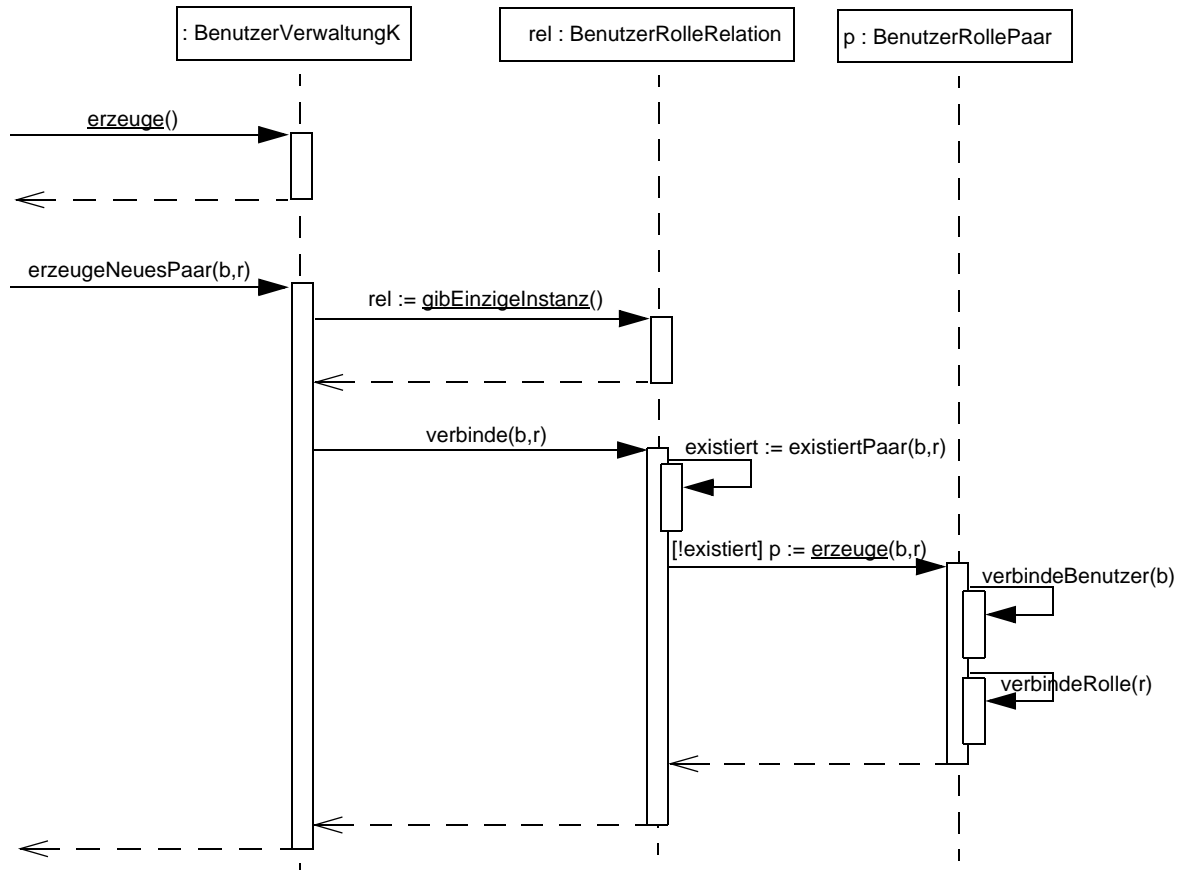 : BenutzerVerwaltungK
rel : BenutzerRolleRelation
p : BenutzerRollePaar
erzeuge()
erzeugeNeuesPaar(b,r)
rel := gibEinzigeInstanz()
verbinde(b,r)
existiert := existiertPaar(b,r)
[!existiert] p := erzeuge(b,r)
verbindeBenutzer(b)
verbindeRolle(r)